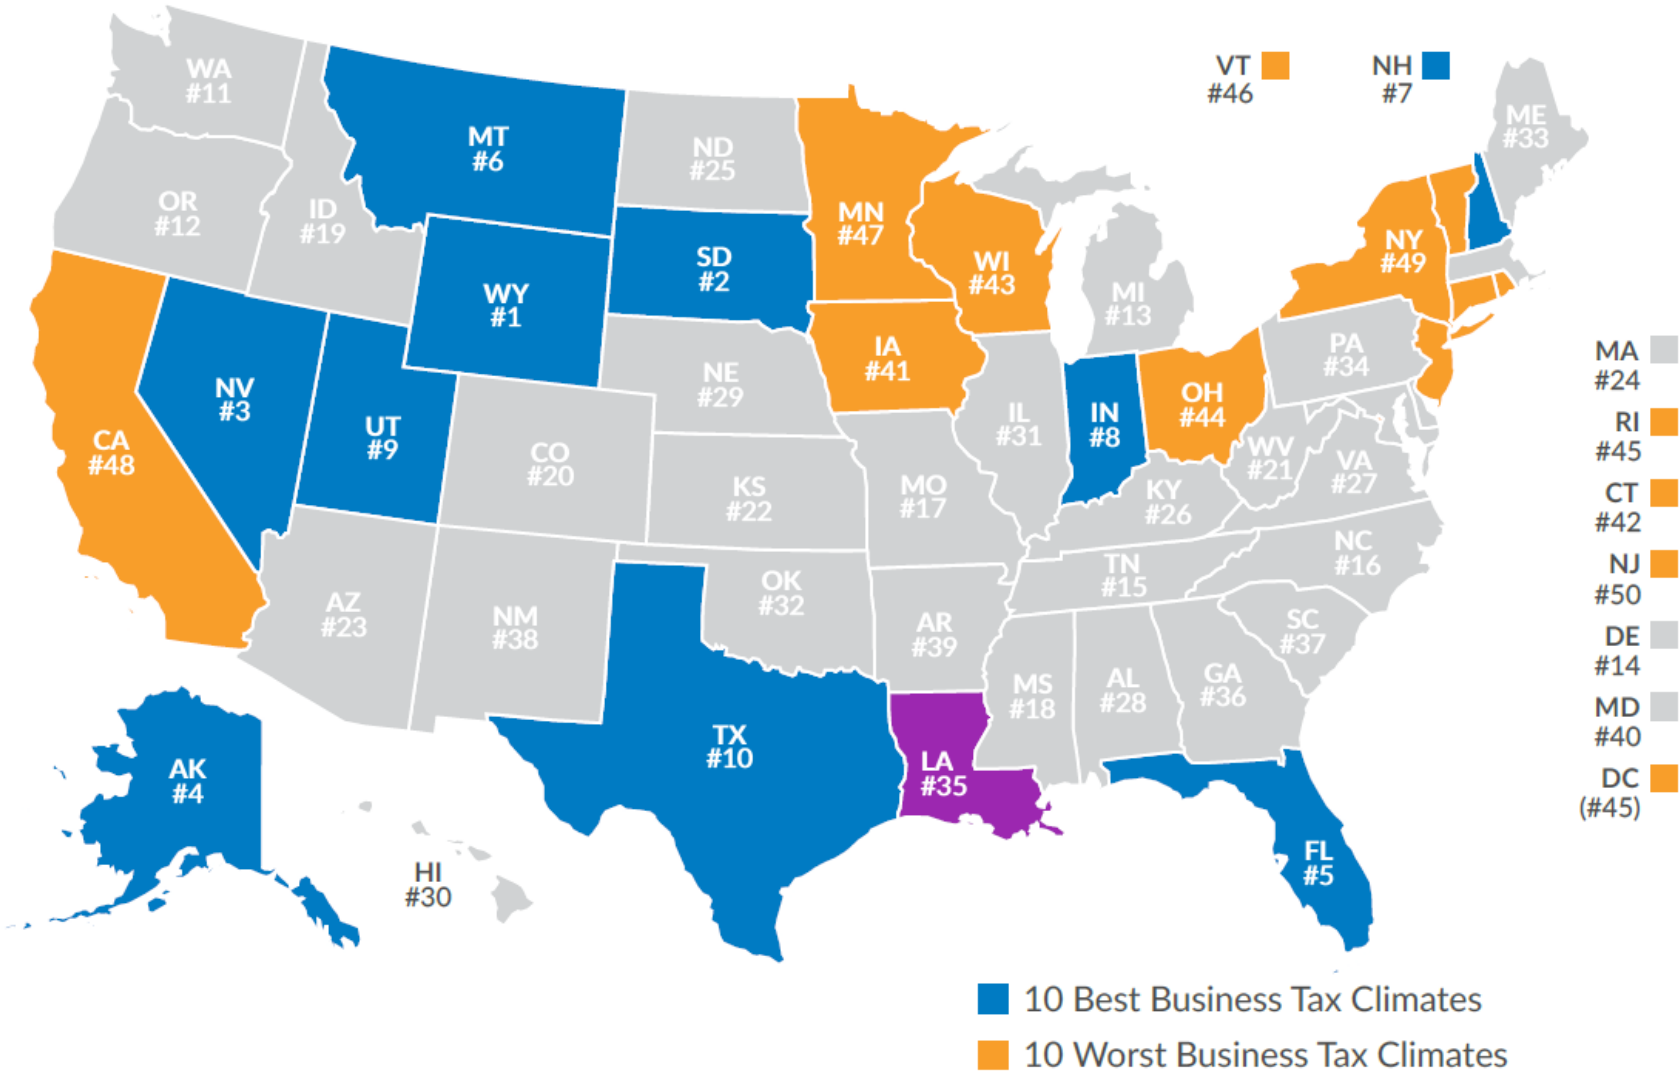 WA
#11
MT
#6
ND
#25
VT
#46
NH
#7
ME
#33
OR
#12
ID
#19
MN
#47
SD
#2
WI
#43
NY
#49
WY
#1
MI
#13
NV
#3
UT
#9
CA
#48
NE
#29
IA
#41
IL
#31
IN
#8
OH
#44
PA
#34
MA
#24
RI
#45
CT
#42
NJ
#50
DE
#14
MD
#40
DC
(#45)
CO
#20
KS
#22
MO
#17
KY
#26
WV
#21
VA
#27
AZ
#23
NM
#38
OK
#32
AR
#39
TN
#15
NC
#16
SC
#37
MS
#18
AL
#28
GA
#36
TX
#10
LA
#35
FL
#5
AK
#4
HI
#30
10 Best Business Tax Climates
10 Worst Business Tax Climates